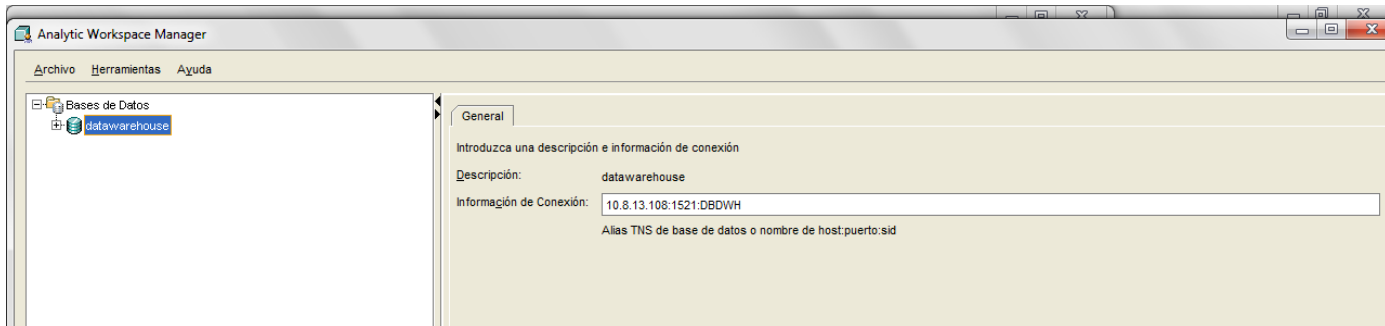 Analytic Workspace Manager
Archivo Herramientas Ayuda
Bases de Datos
datawarehouse
General
Introduzca una descripción e información de conexión
Descripción: datawarehouse
Información de Conexión: 10.8.13.108:1521:DBDWH
Alias TNS de base de datos o nombre de host:puerto:sid